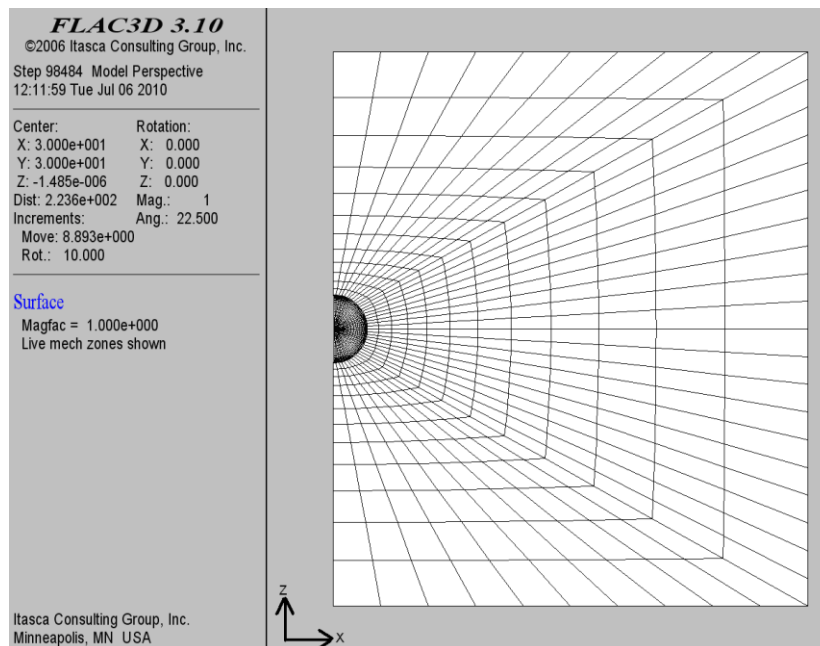 FLAC3D 3.10
©2006 Itasca Consulting Group, Inc.
Step 98484 Model Perspective
12:11:59 Tue Jul 06 2010
Center: Rotation:
X: 3.000e+001 X: 0.000
Y: 3.000e+001 Y: 0.000
Z: -1.485e-006 Z: 0.000
Dist: 2.236e+002 Mag.: 1
Increments: Ang.: 22.500
Move: 8.893e+000
Rot.: 10.000
Surface
Magfac = 1.000e+000
Live mech zones shown
Itasca Consulting Group, Inc.
Minneapolis, MN USA
Z
X